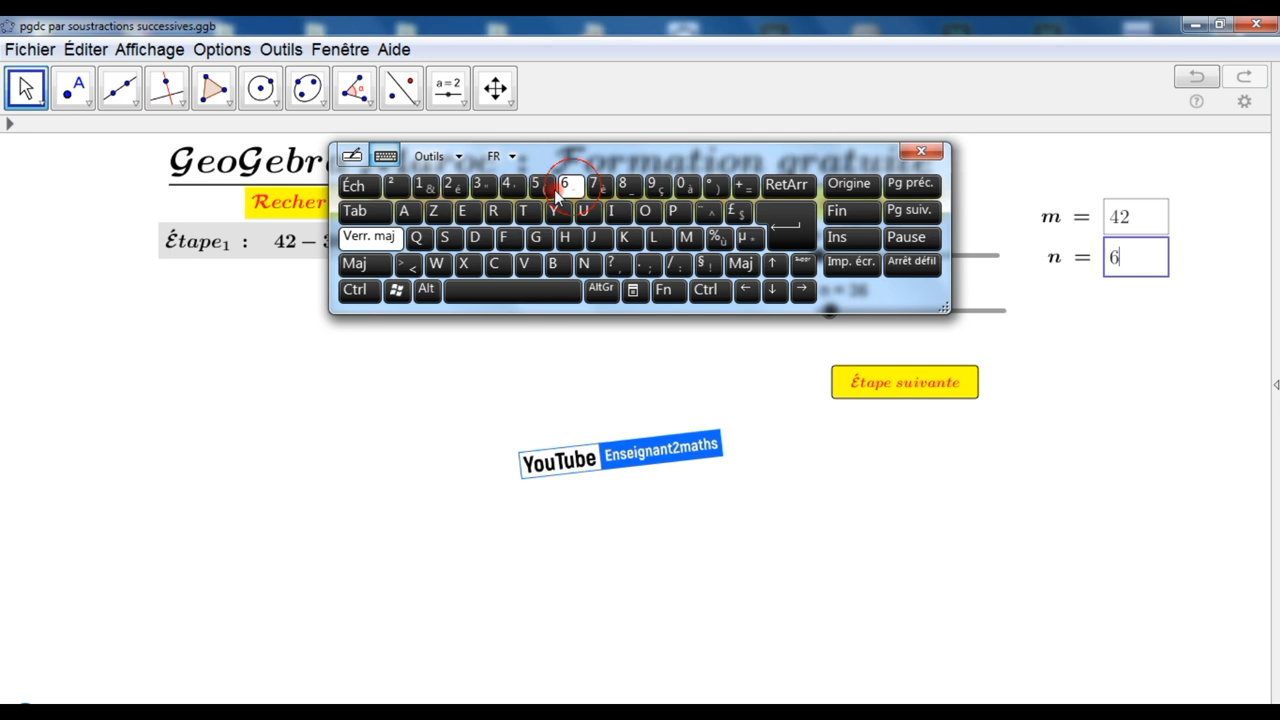 pgdc par soustractions successives.ggb
Fichier Éditer Affichage Options Outils Fenêtre Aide
A
α
a=2
GeoGebr : Formation
Recher
Étape1 : 42 –
m = 42
n = 6
n = 36
Outils FR
Éch ² 1 & 2 é 3 " 4 ' 5 ( 6 - 7 è 8 _ 9 ç 0 à ° ) + = RetArr Origine Pg préc.
Tab A Z E R T Y U I O P ¨ ^ £ $ Fin Pg suiv.
Verr. maj Q S D F G H J K L M % ù µ * Ins Pause
Maj > < W X C V B N ? , . ; / : § ! Maj ↑ Imp. écr. Arrêt défil
Ctrl Alt AltGr Fn Ctrl ← ↓ →
Étape suivante
YouTube Enseignant2maths